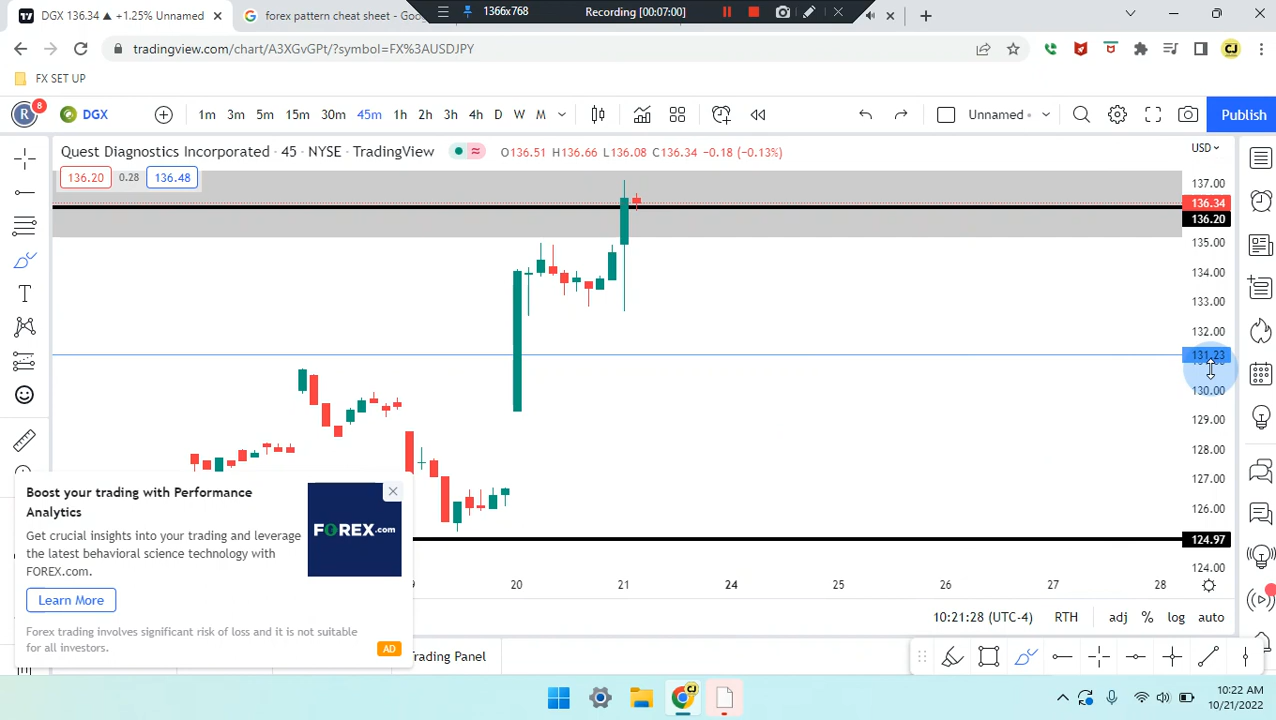 34 136.34 ▲ +1.25% Unnamed
forex pattern cheat sheet - Goo
1366x768
Recording [00:07:00]
tradingview.com/chart/A3XGvGPt/?symbol=FX%3AUSDJPY
CJ
FX SET UP
R 8 DGX 1m 3m 5m 15m 30m 45m 1h 2h 3h 4h D W M Unnamed Publish
Quest Diagnostics Incorporated · 45 · NYSE · TradingView
O136.51 H136.66 L136.08 C136.34 −0.18 (−0.13%)
USD
136.20 0.28 136.48
137.00
136.34
136.20
135.00
134.00
133.00
132.00
131.23
130.00
129.00
128.00
127.00
126.00
124.97
124.00
Boost your trading with Performance
Analytics
Get crucial insights into your trading and leverage
the latest behavioral science technology with
FOREX.com.
FOREX.com
Learn More
Forex trading involves significant risk of loss and it is not suitable
for all investors.
AD
20 21 24 25 26 27 28
10:21:28 (UTC-4) RTH adj % log auto
Trading Panel
CJ
10:22 AM
10/21/2022